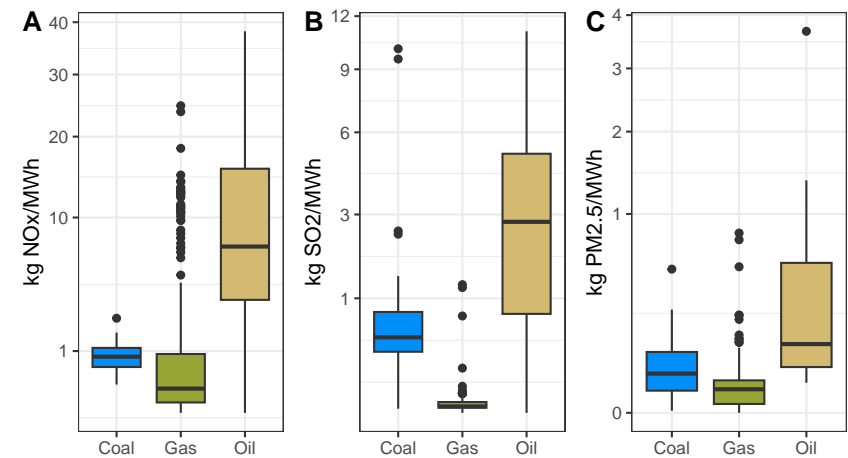 A
kg NOx/MWh
40
30
20
10
1
Coal Gas Oil
B
kg SO2/MWh
12
9
6
3
1
Coal Gas Oil
C
kg PM2.5/MWh
4
3
2
1
0
Coal Gas Oil